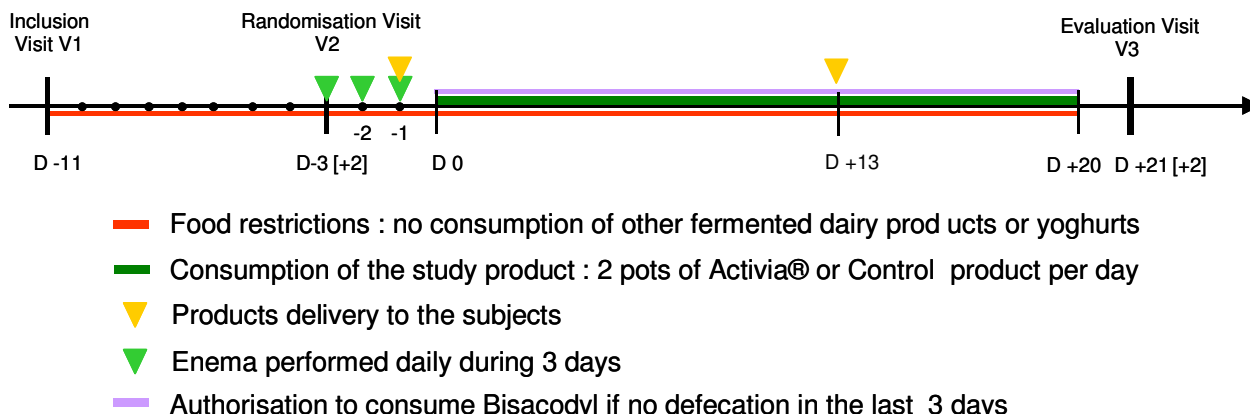 Inclusion
Visit V1
Randomisation Visit
V2
Evaluation Visit
V3
-2 -1
D -11 D-3 [+2] D 0 D +13 D +20 D +21 [+2]
Food restrictions : no consumption of other fermented dairy prod ucts or yoghurts
Consumption of the study product : 2 pots of Activia® or Control product per day
Products delivery to the subjects
Enema performed daily during 3 days
Authorisation to consume Bisacodyl if no defecation in the last 3 days